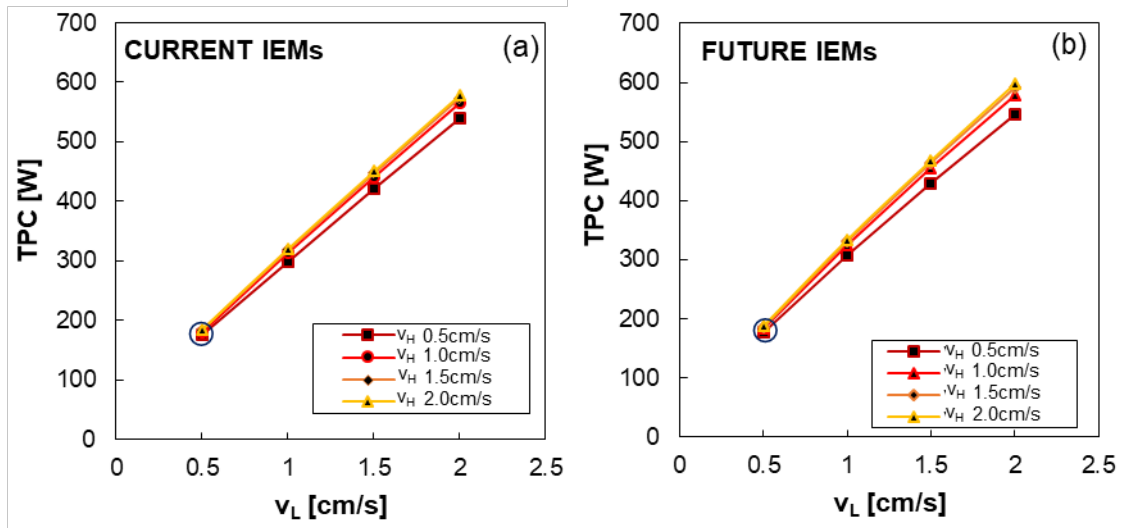 CURRENT IEMs
(a)
TPC [W]
700
600
500
400
300
200
100
0
0 0.5 1 1.5 2 2.5
v_L [cm/s]
v_H 0.5cm/s
v_H 1.0cm/s
v_H 1.5cm/s
v_H 2.0cm/s
FUTURE IEMs
(b)
TPC [W]
700
600
500
400
300
200
100
0
0 0.5 1 1.5 2 2.5
v_L [cm/s]
v_H 0.5cm/s
v_H 1.0cm/s
v_H 1.5cm/s
v_H 2.0cm/s